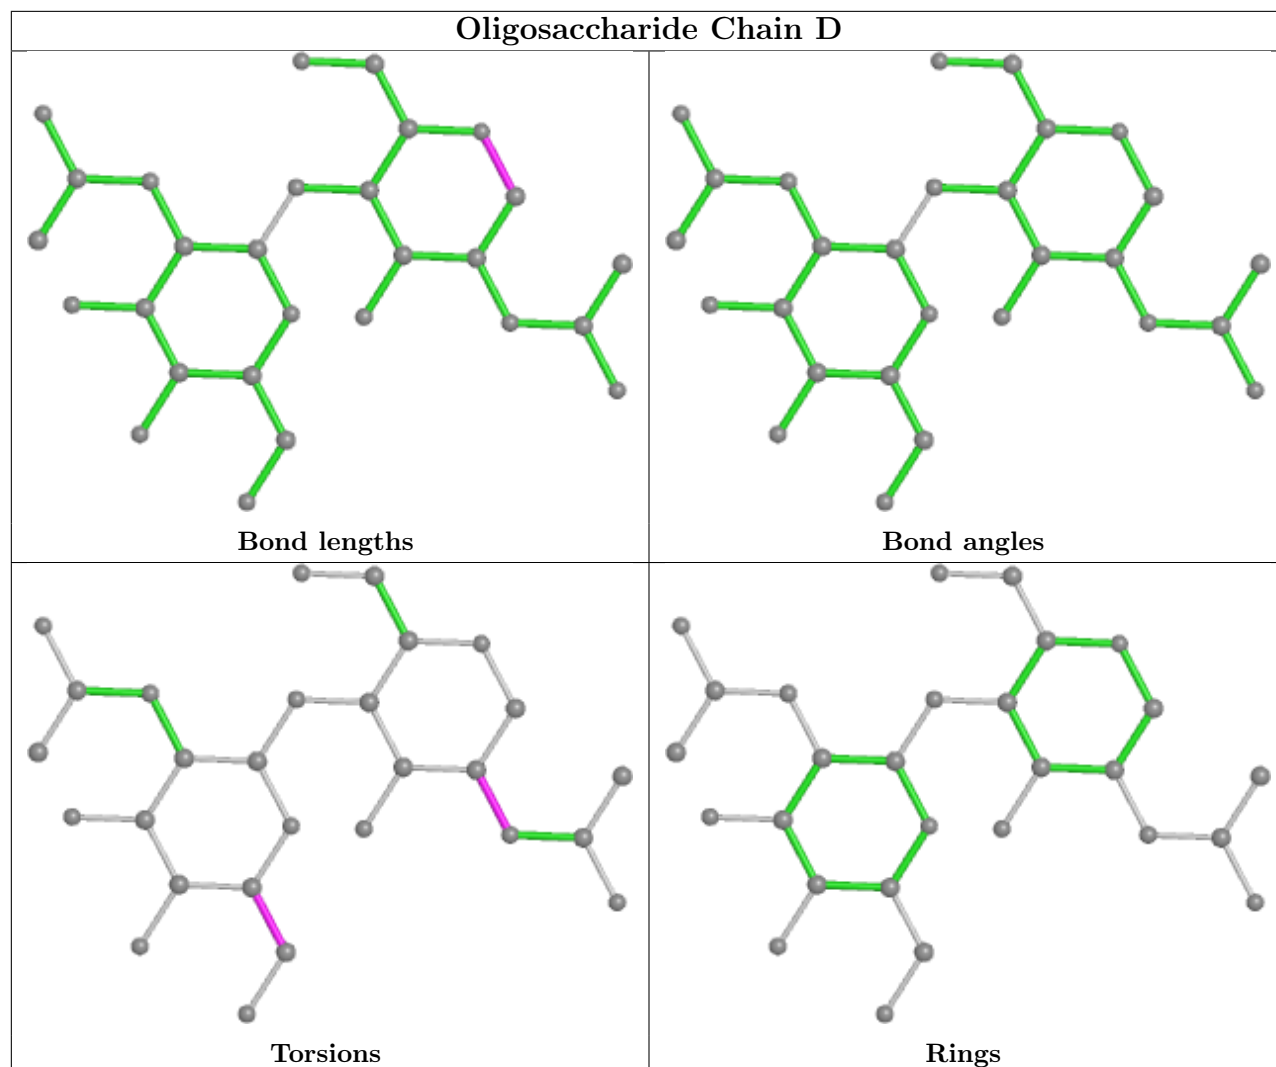 Oligosaccharide Chain D
Bond lengths
Bond angles
Torsions
Rings